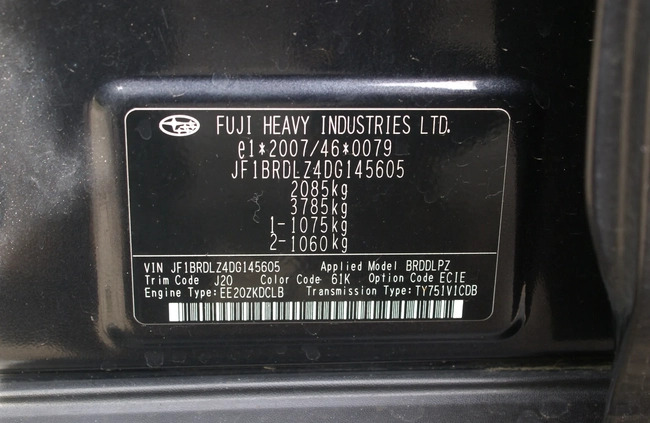 FUJI HEAVY INDUSTRIES LTD.
e1*2007/46*0079
JF1BRDLZ4DG145605
2085kg
3785kg
1-1075kg
2-1060kg
VIN JF1BRDLZ4DG145605 Applied Model BRDDLPZ
Trim Code J20 Color Code 61K Option Code ECIE
Engine Type:EE20ZKDCLB Transmission Type:TY751V1CDB